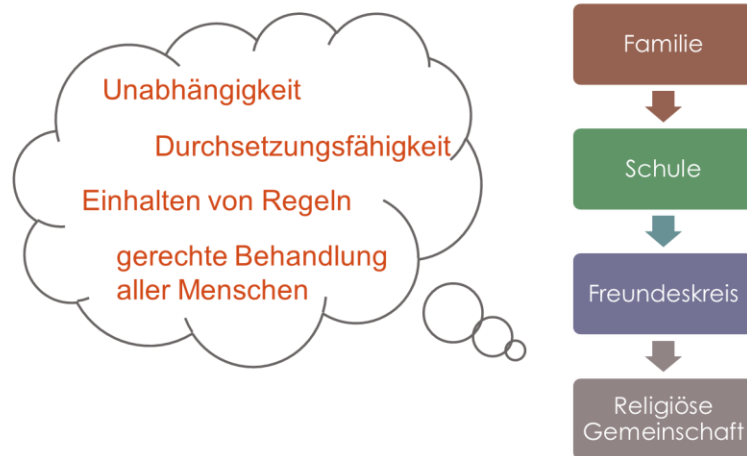 Unabhängigkeit
Durchsetzungsfähigkeit
Einhalten von Regeln
gerechte Behandlung
aller Menschen
Familie
Schule
Freundeskreis
Religiöse
Gemeinschaft